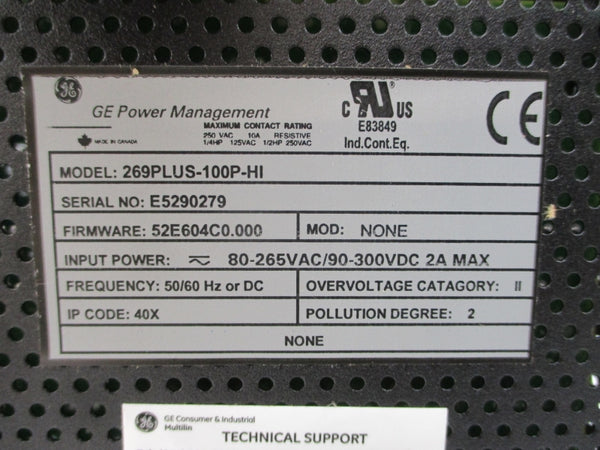 GE Power Management
MADE IN CANADA
MAXIMUM CONTACT RATING
250 VAC 10A RESISTIVE
1/4HP 125VAC 1/2HP 250VAC
C UL US
E83849
Ind.Cont.Eq.
CE
MODEL: 269PLUS-100P-HI
SERIAL NO: E5290279
FIRMWARE: 52E604C0.000
MOD: NONE
INPUT POWER: 80-265VAC/90-300VDC 2A MAX
FREQUENCY: 50/60 Hz or DC
OVERVOLTAGE CATAGORY: II
IP CODE: 40X
POLLUTION DEGREE: 2
NONE
GE Consumer & Industrial
Multilin
TECHNICAL SUPPORT